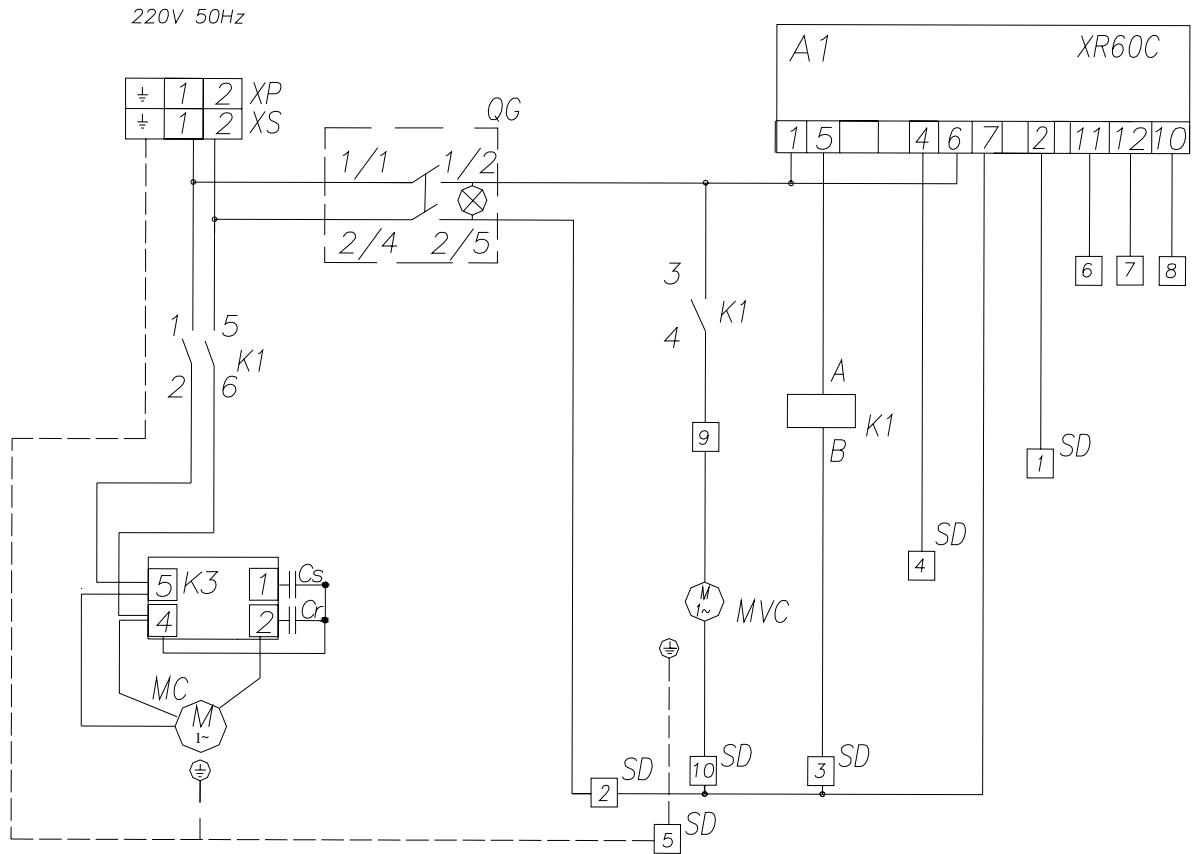 220V 50Hz
A1 XR60C
1 2 XP
1 2 XS
QG
1 5 4 6 7 2 11 12 10
1/1 1/2
2/4 2/5
6 7 8
3
K1
4
1 5
K1
2 6
A
K1
B
9
SD
1
SD
4
5 K3 1 Cs
4 2 Cr
M
1~
MVC
MC
M
1~
SD
2
SD
10
SD
3
SD
5